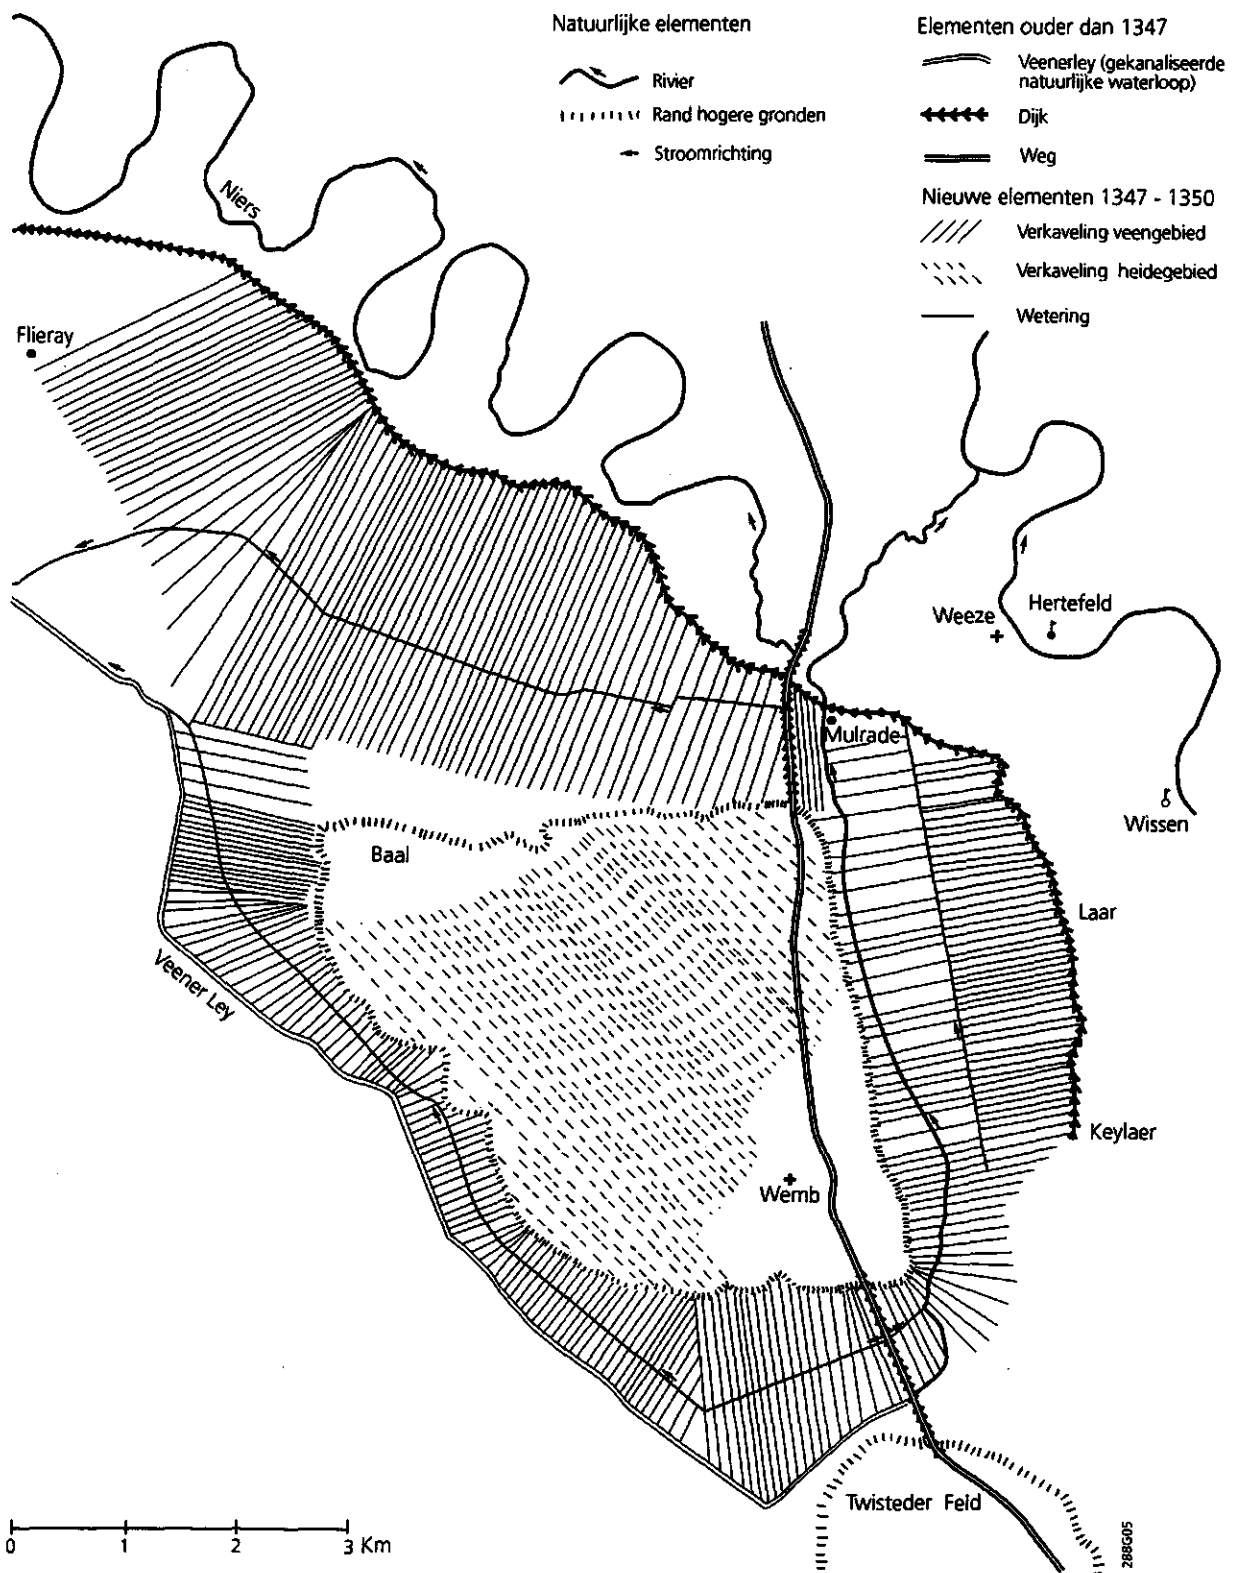 Natuurlijke elementen
Rivier
Rand hogere gronden
Stroomrichting
Elementen ouder dan 1347
Veenerley (gekanaliseerde
natuurlijke waterloop)
Dijk
Weg
Nieuwe elementen 1347 - 1350
Verkaveling veengebied
Verkaveling heidegebied
Wetering
Niers
Flieray
Weeze
Hertefeld
Mulrade
Wissen
Baal
Laar
Veener Ley
Keylaer
Wemb
Twisteder Feld
0 1 2 3 Km
288G05